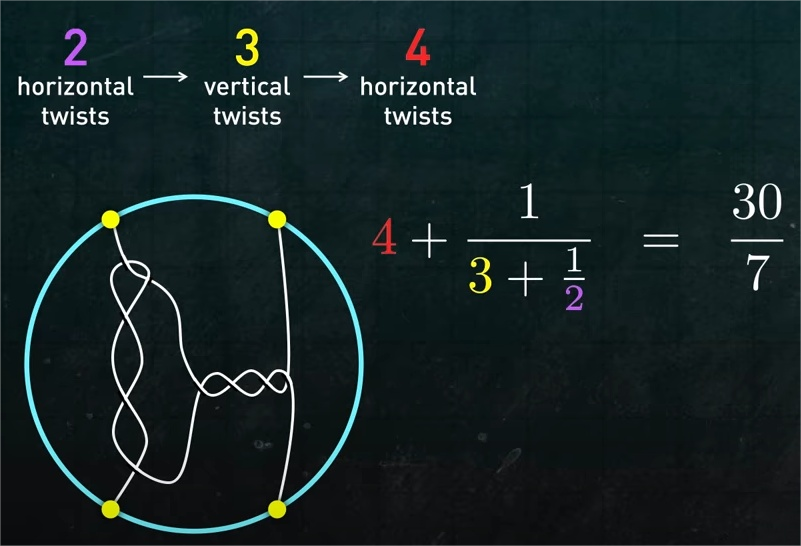 2 → 3 → 4
horizontal vertical horizontal
twists twists twists
4 + 1/(3 + 1/2) = 30/7